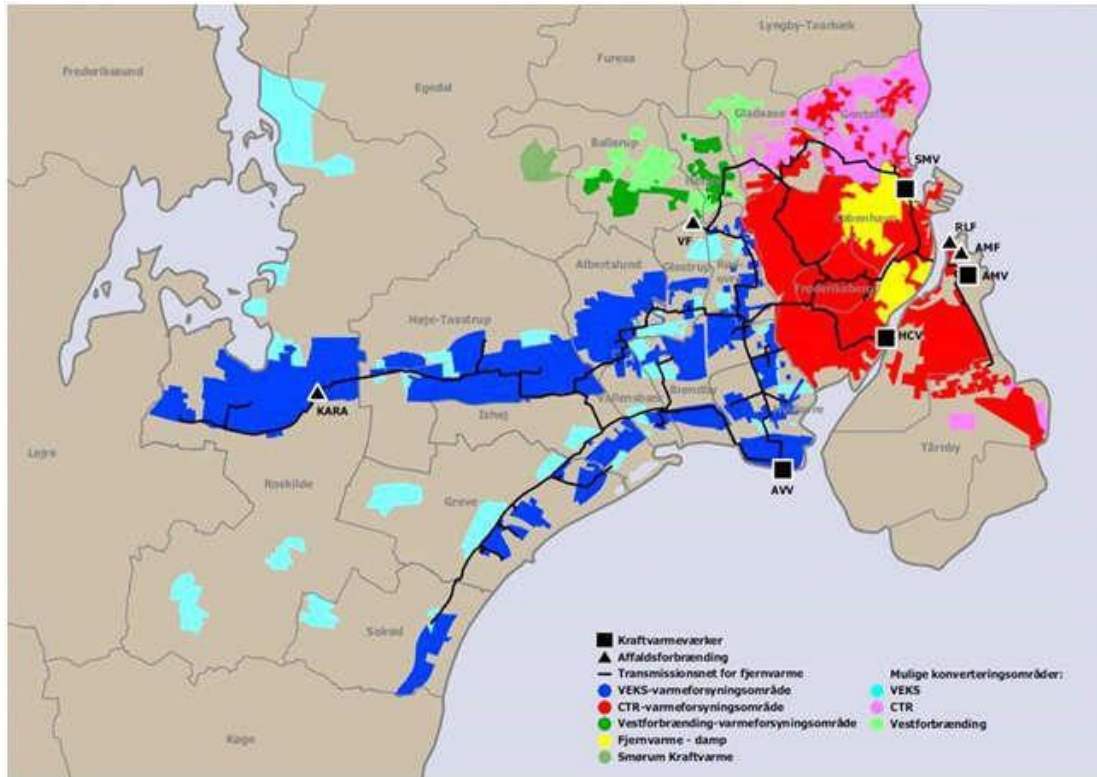 Lyngby-Taarbæk
Frederikssund
Furesø
Egedal
Gladsaxe
Gentofte
Ballerup
SMV
København
RLF
VF
AMF
Albertslund
Glostrup
AMV
Frederiksberg
Høje-Taastrup
HCV
KARA
Vallensbæk
Brøndby
Ishøj
Hvidovre
Tårnby
Lejre
AVV
Roskilde
Greve
Solrød
Køge
Kraftvarmeværker
Affaldsforbrænding
Transmissionsnet for fjernvarme
VEKS-varmeforsyningsområde
CTR-varmeforsyningsområde
Vestforbrænding-varmeforsyningsområde
Fjernvarme - damp
Smørum Kraftvarme
Mulige konverteringsområder:
VEKS
CTR
Vestforbrænding